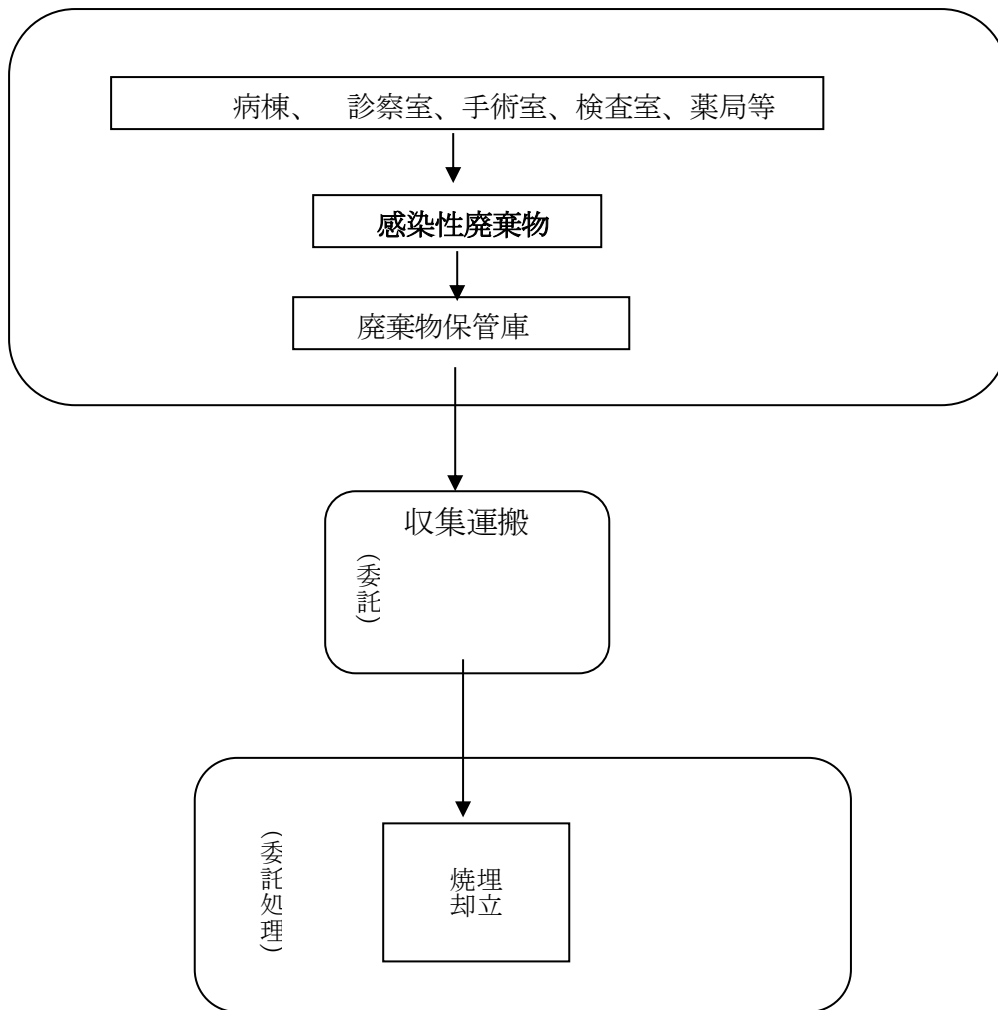 病棟、　診察室、手術室、検査室、薬局等
感染性廃棄物
廃棄物保管庫
収集運搬
(委託)
(委託処理)
焼埋
却立